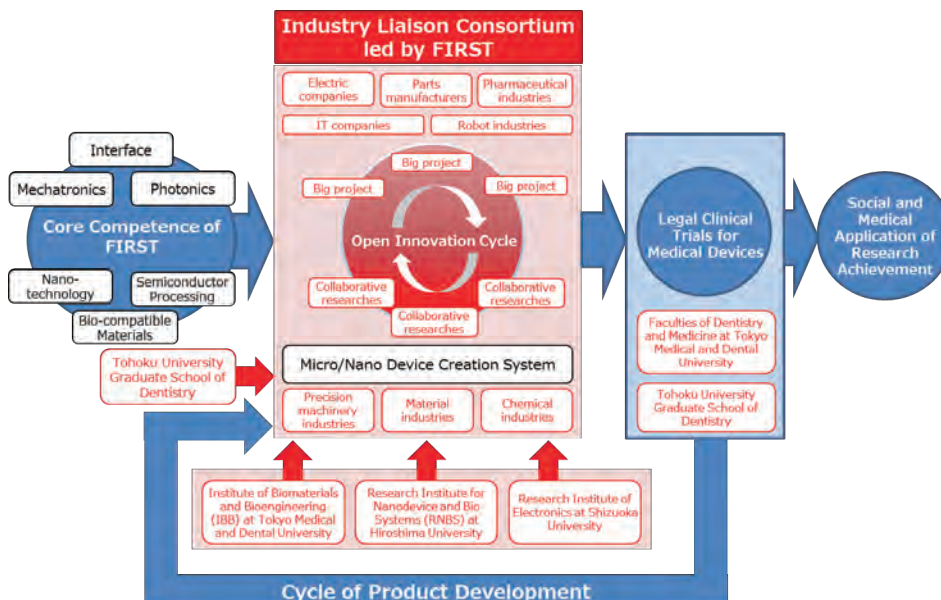 Industry Liaison Consortium
led by FIRST
Electric
companies
Parts
manufacturers
Pharmaceutical
industries
IT companies
Robot industries
Interface
Mechatronics
Photonics
Core Competence of
FIRST
Nano-
technology
Semiconductor
Processing
Bio-compatible
Materials
Big project
Big project
Big project
Open Innovation Cycle
Collaborative
researches
Collaborative
researches
Collaborative
researches
Micro/Nano Device Creation System
Precision
machinery
industries
Material
industries
Chemical
industries
Tohoku University
Graduate School of
Dentistry
Legal Clinical
Trials for
Medical Devices
Faculties of Dentistry
and Medicine at Tokyo
Medical and Dental
University
Tohoku University
Graduate School of
Dentistry
Social and
Medical
Application of
Research
Achievement
Institute of Biomaterials
and Bioengineering
(IBB) at Tokyo Medical
and Dental University
Research Institute for
Nanodevice and Bio
Systems (RNBS) at
Hiroshima University
Research Institute of
Electronics at Shizuoka
University
Cycle of Product Development